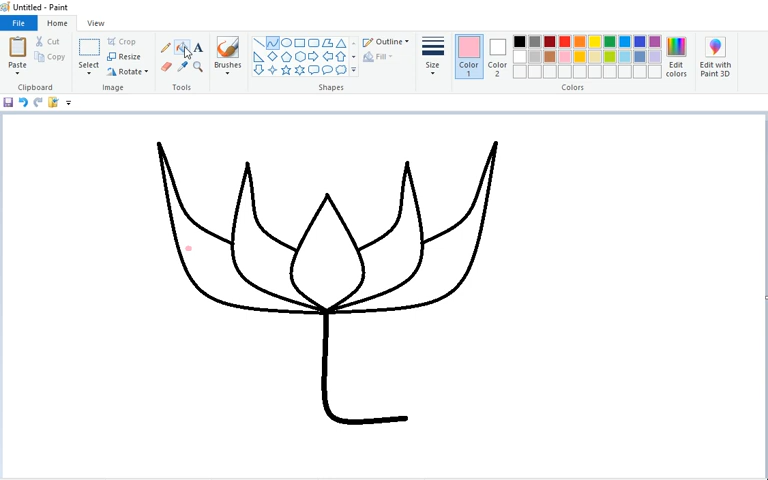 Untitled - Paint
File Home View
Paste
Cut
Copy
Clipboard
Select
Crop
Resize
Rotate
Image
A
Tools
Brushes
Outline
Fill
Shapes
Size
Color 1
Color 2
Colors
Edit colors
Edit with Paint 3D